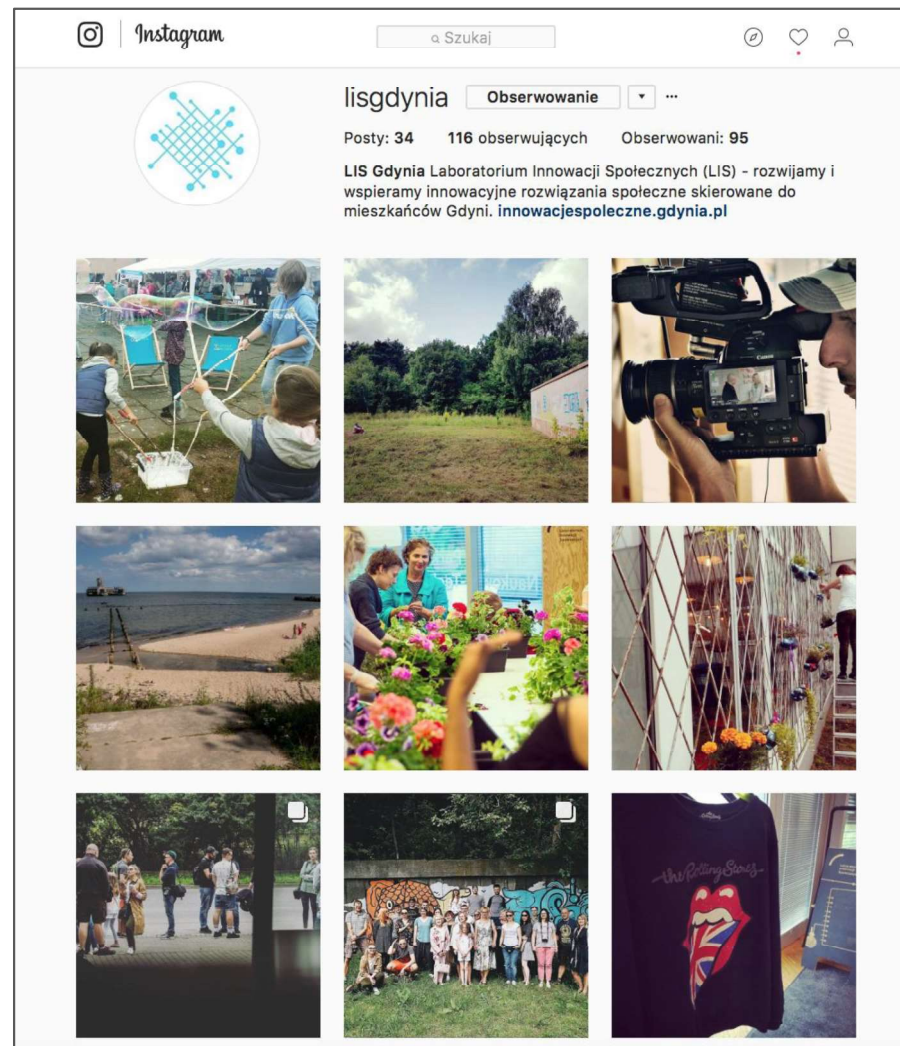 Instagram
Szukaj
lisgdynia Obserwowanie
Posty: 34 116 obserwujących Obserwowani: 95
LIS Gdynia Laboratorium Innowacji Społecznych (LIS) - rozwijamy i
wspieramy innowacyjne rozwiązania społeczne skierowane do
mieszkańców Gdyni. innowacjespoleczne.gdynia.pl
Canon
the Rolling Stones